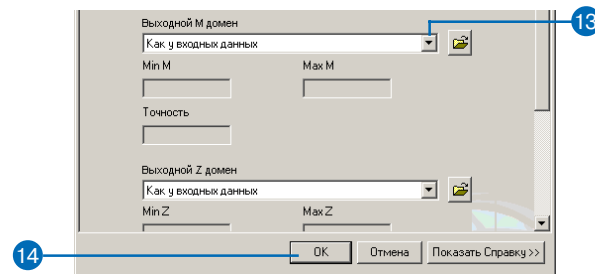 Выходной M домен
13
Как у входных данных
Min M Max M
Точность
Выходной Z домен
Как у входных данных
Min Z Max Z
14
OK Отмена Показать Справку >>